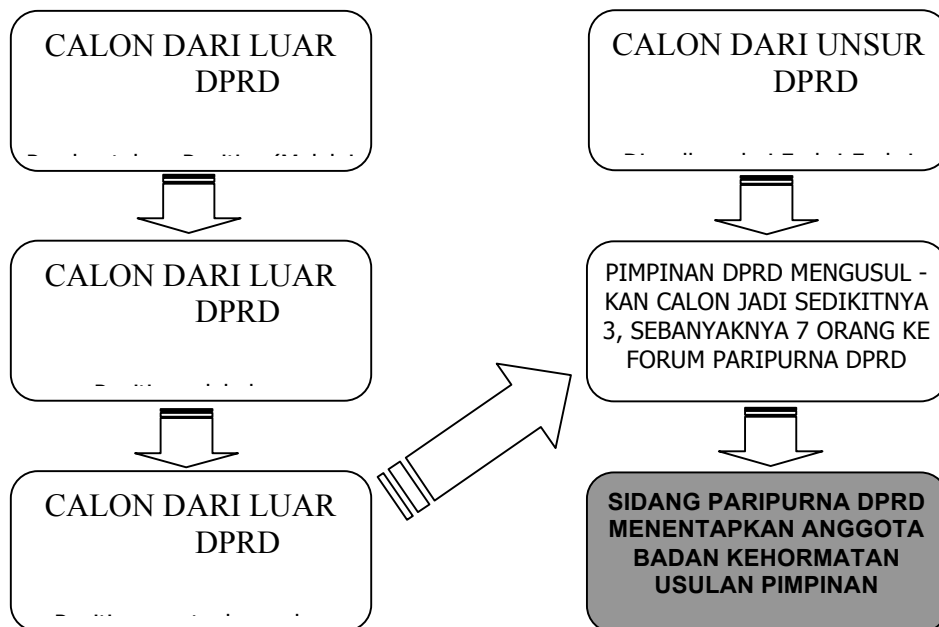 CALON DARI LUAR
DPRD
CALON DARI LUAR
DPRD
CALON DARI LUAR
DPRD
CALON DARI UNSUR
DPRD
PIMPINAN DPRD MENGUSUL -
KAN CALON JADI SEDIKITNYA
3, SEBANYAKNYA 7 ORANG KE
FORUM PARIPURNA DPRD
SIDANG PARIPURNA DPRD
MENENTAPKAN ANGGOTA
BADAN KEHORMATAN
USULAN PIMPINAN